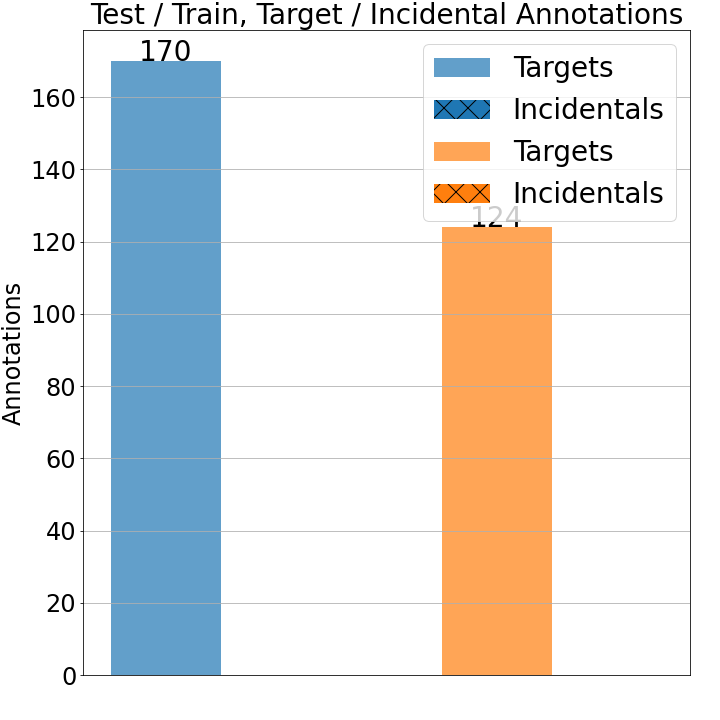 Test / Train, Target / Incidental Annotations
170
124
Targets
Incidentals
Targets
Incidentals
Annotations
160
140
120
100
80
60
40
20
0